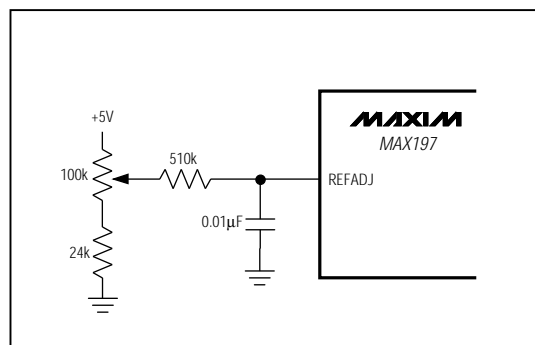 +5V
100k
510k
24k
0.01μF
REFADJ
MAXIM
MAX197